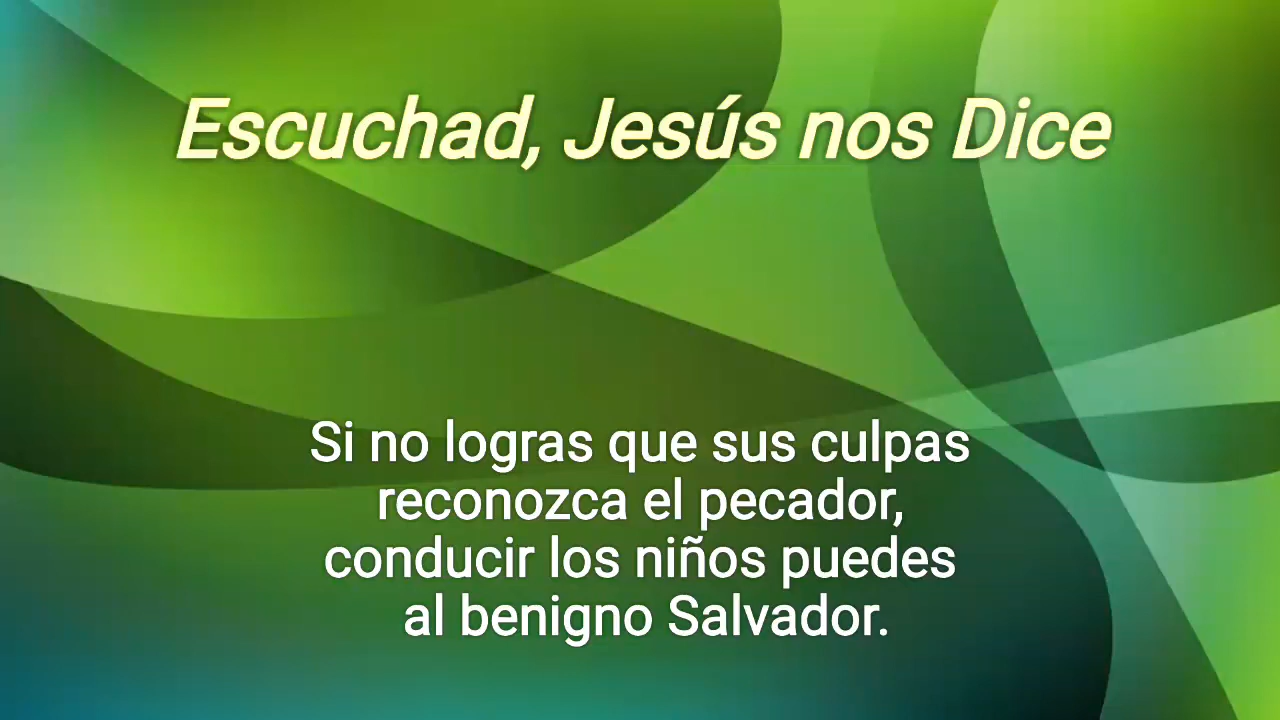 Escuchad, Jesús nos Dice
Si no logras que sus culpas
reconozca el pecador,
conducir los niños puedes
al benigno Salvador.